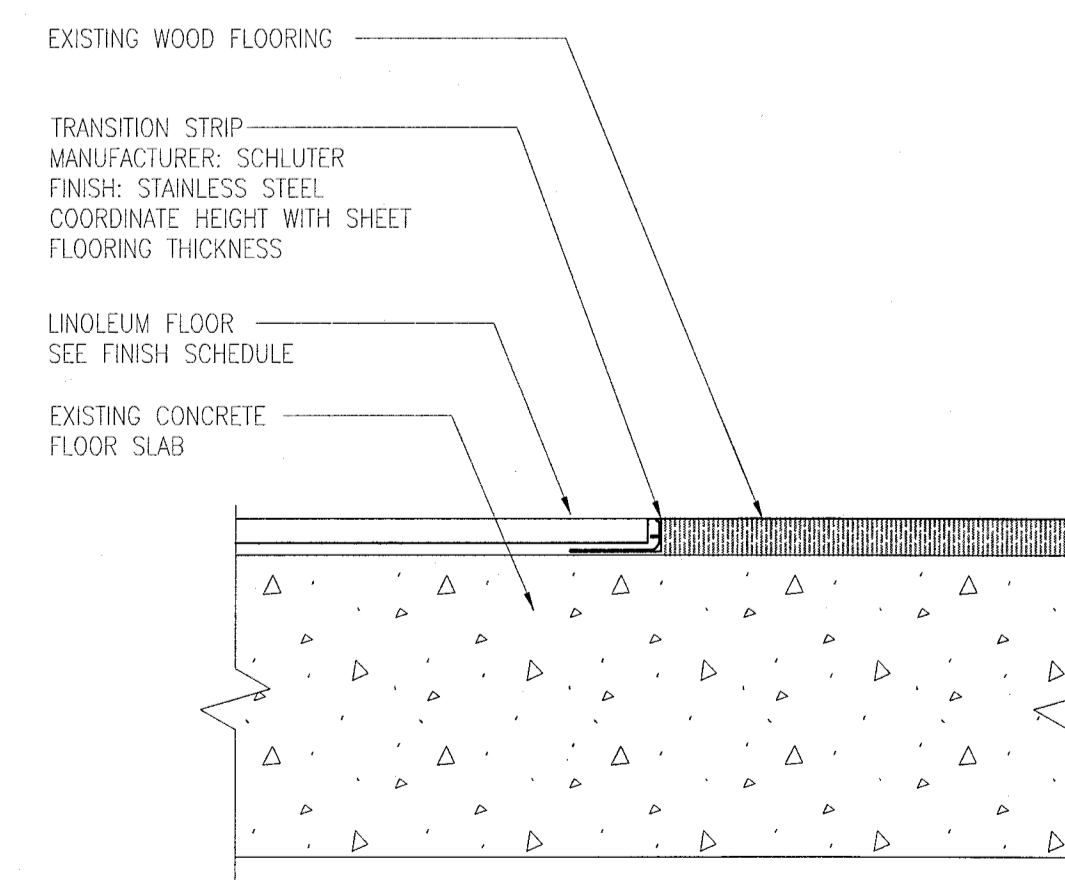 EXISTING WOOD FLOORING
TRANSITION STRIP
MANUFACTURER: SCHLUTER
FINISH: STAINLESS STEEL
COORDINATE HEIGHT WITH SHEET
FLOORING THICKNESS
LINOLEUM FLOOR
SEE FINISH SCHEDULE
EXISTING CONCRETE
FLOOR SLAB